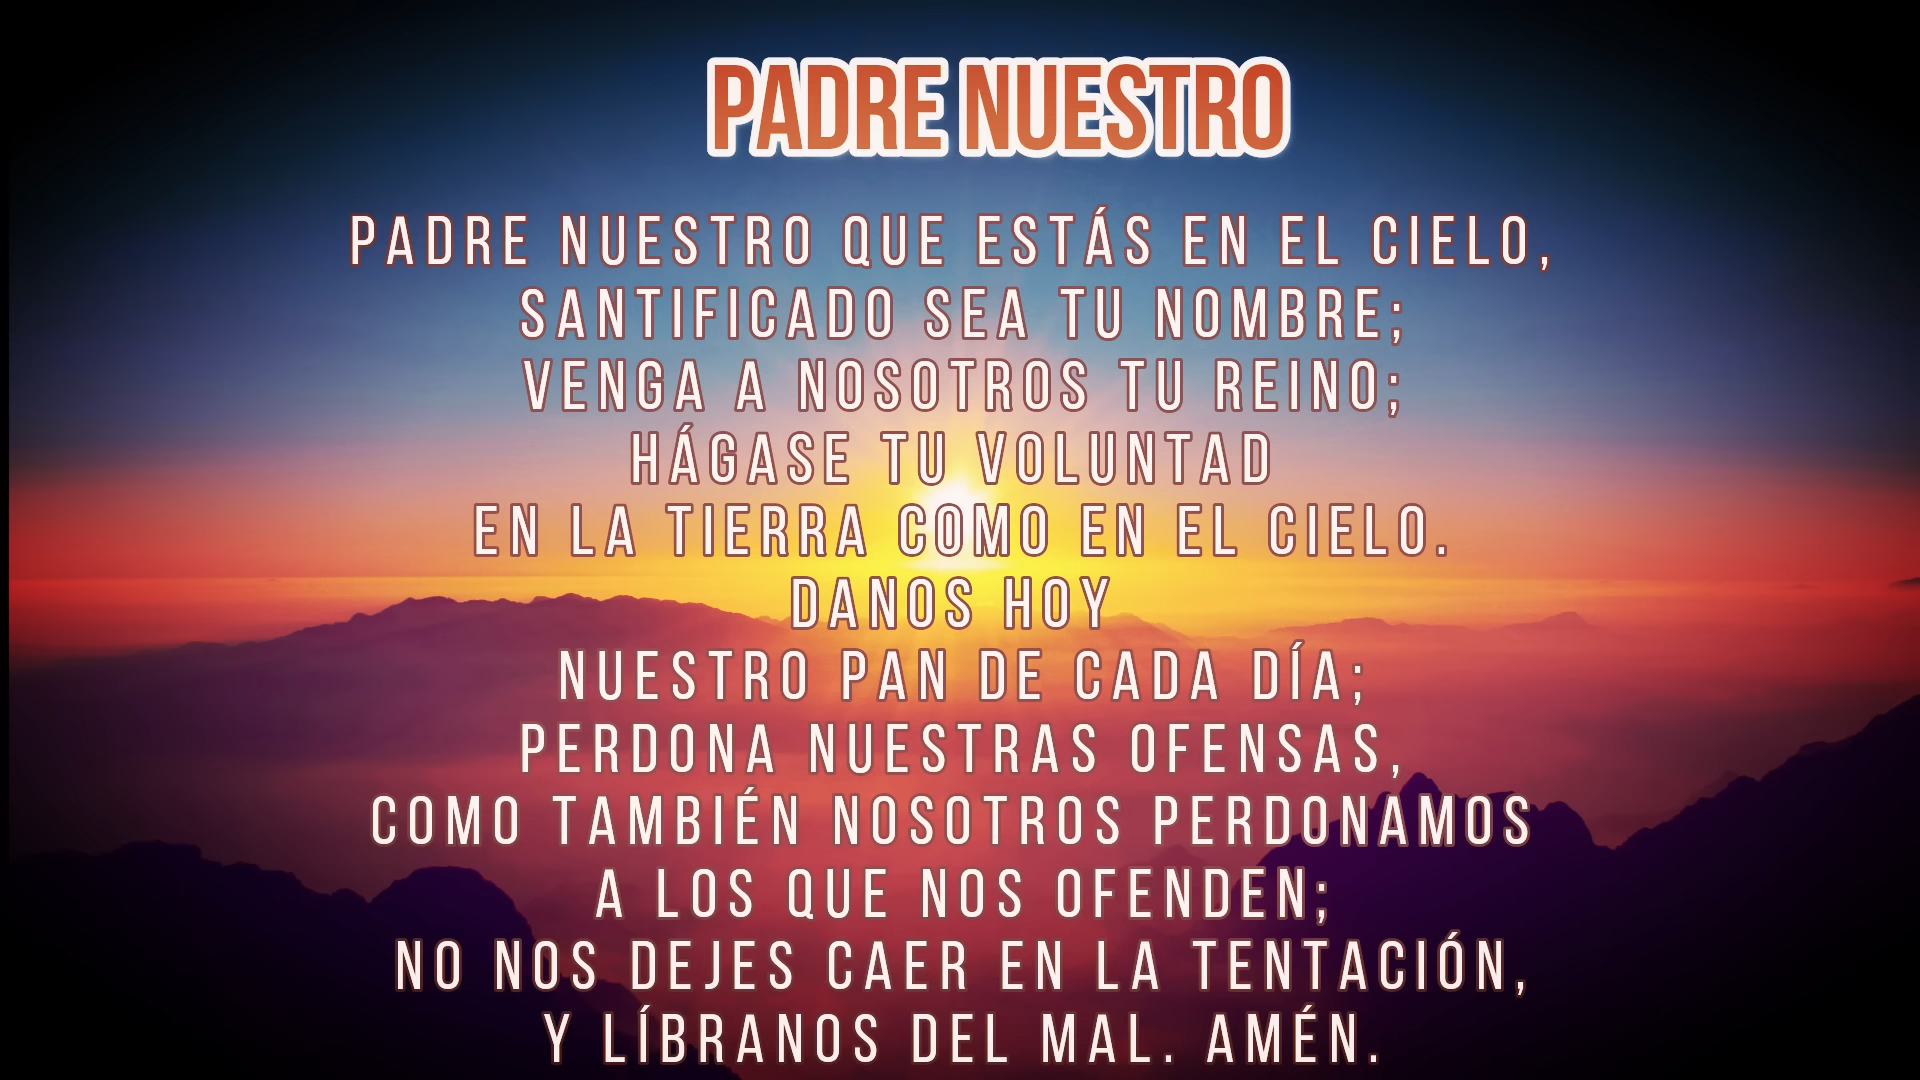 PADRE NUESTRO
PADRE NUESTRO QUE ESTÁS EN EL CIELO,
SANTIFICADO SEA TU NOMBRE;
VENGA A NOSOTROS TU REINO;
HÁGASE TU VOLUNTAD
EN LA TIERRA COMO EN EL CIELO.
DANOS HOY
NUESTRO PAN DE CADA DÍA;
PERDONA NUESTRAS OFENSAS,
COMO TAMBIÉN NOSOTROS PERDONAMOS
A LOS QUE NOS OFENDEN;
NO NOS DEJES CAER EN LA TENTACIÓN,
Y LÍBRANOS DEL MAL. AMÉN.